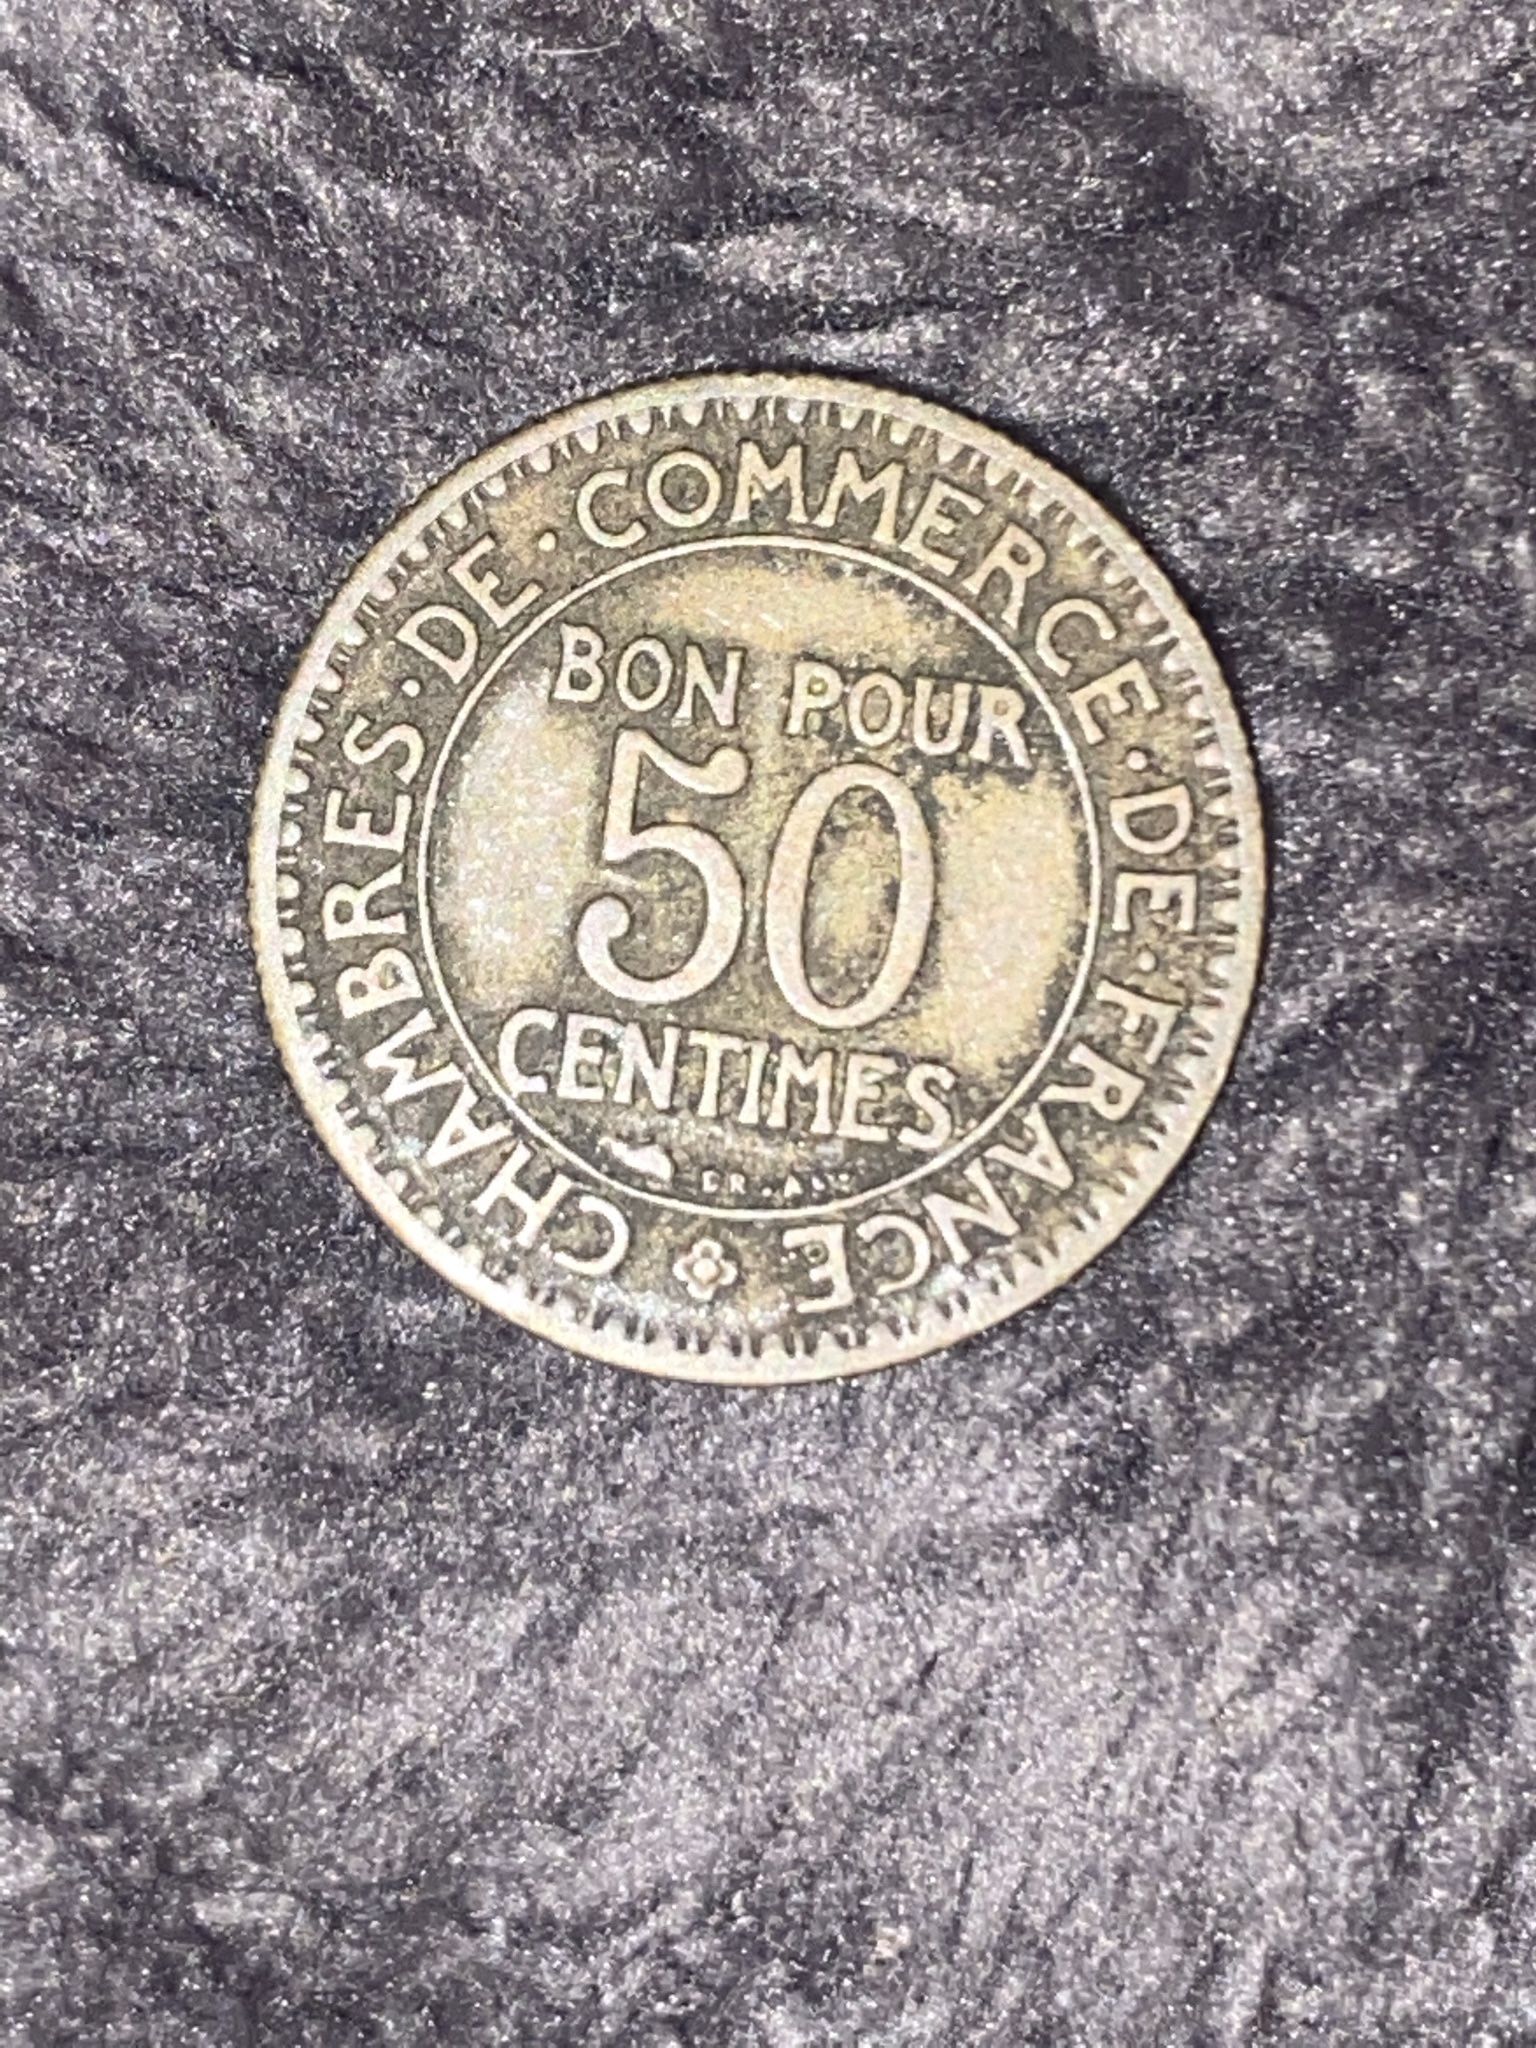 CHAMBRES · DE · COMMERCE · DE · FRANCE
BON POUR
50
CENTIMES